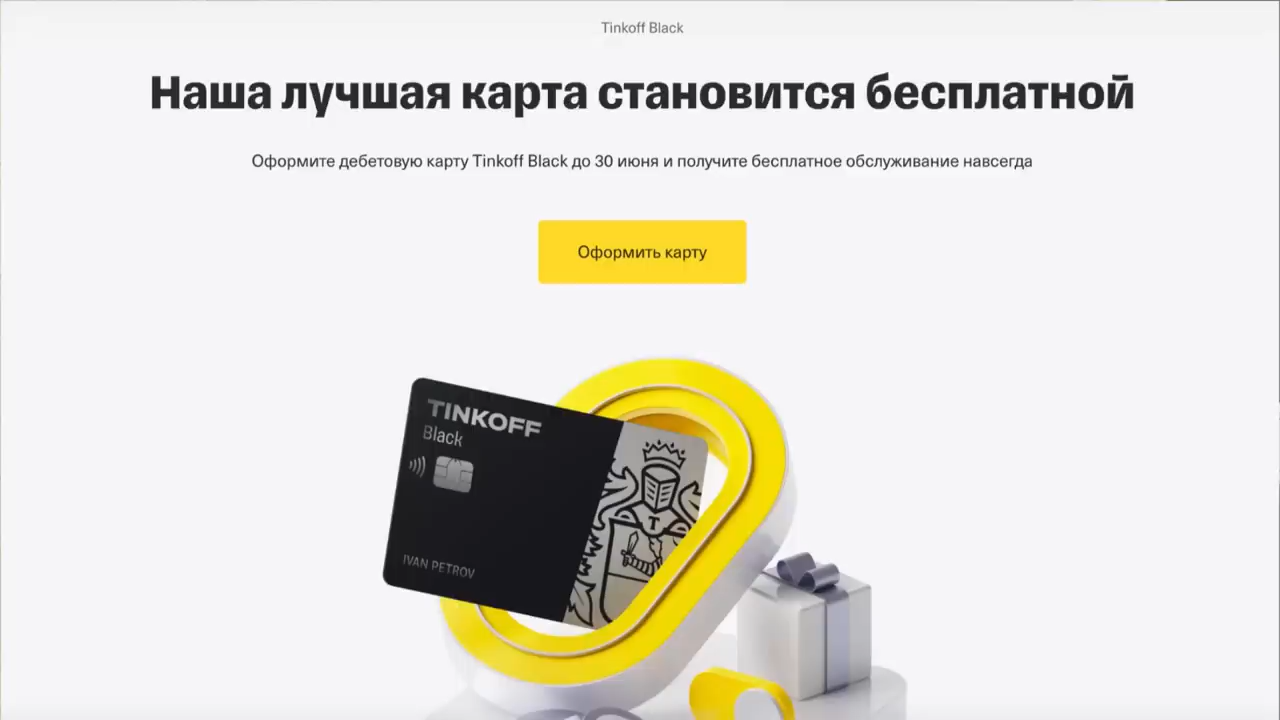 Tinkoff Black
Наша лучшая карта становится бесплатной
Оформите дебетовую карту Tinkoff Black до 30 июня и получите бесплатное обслуживание навсегда
Оформить карту
TINKOFF
Black
T
IVAN PETROV